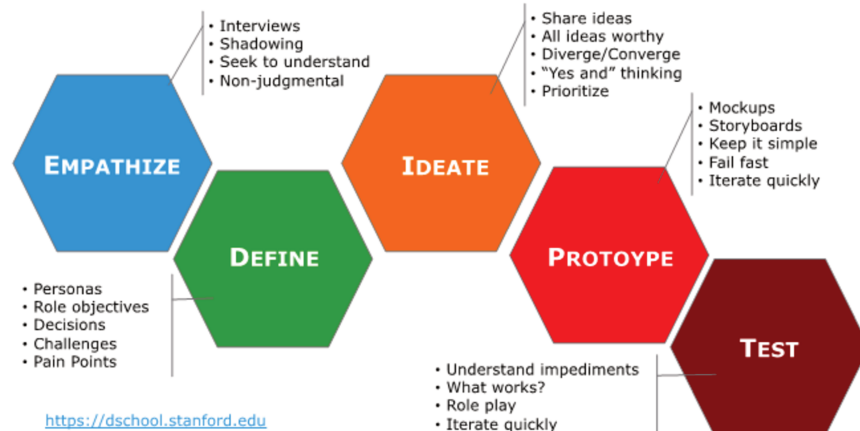 • Interviews
• Shadowing
• Seek to understand
• Non-judgmental
EMPATHIZE
• Personas
• Role objectives
• Decisions
• Challenges
• Pain Points
DEFINE
• Share ideas
• All ideas worthy
• Diverge/Converge
• “Yes and” thinking
• Prioritize
IDEATE
• Mockups
• Storyboards
• Keep it simple
• Fail fast
• Iterate quickly
PROTOYPE
• Understand impediments
• What works?
• Role play
• Iterate quickly
TEST
https://dschool.stanford.edu